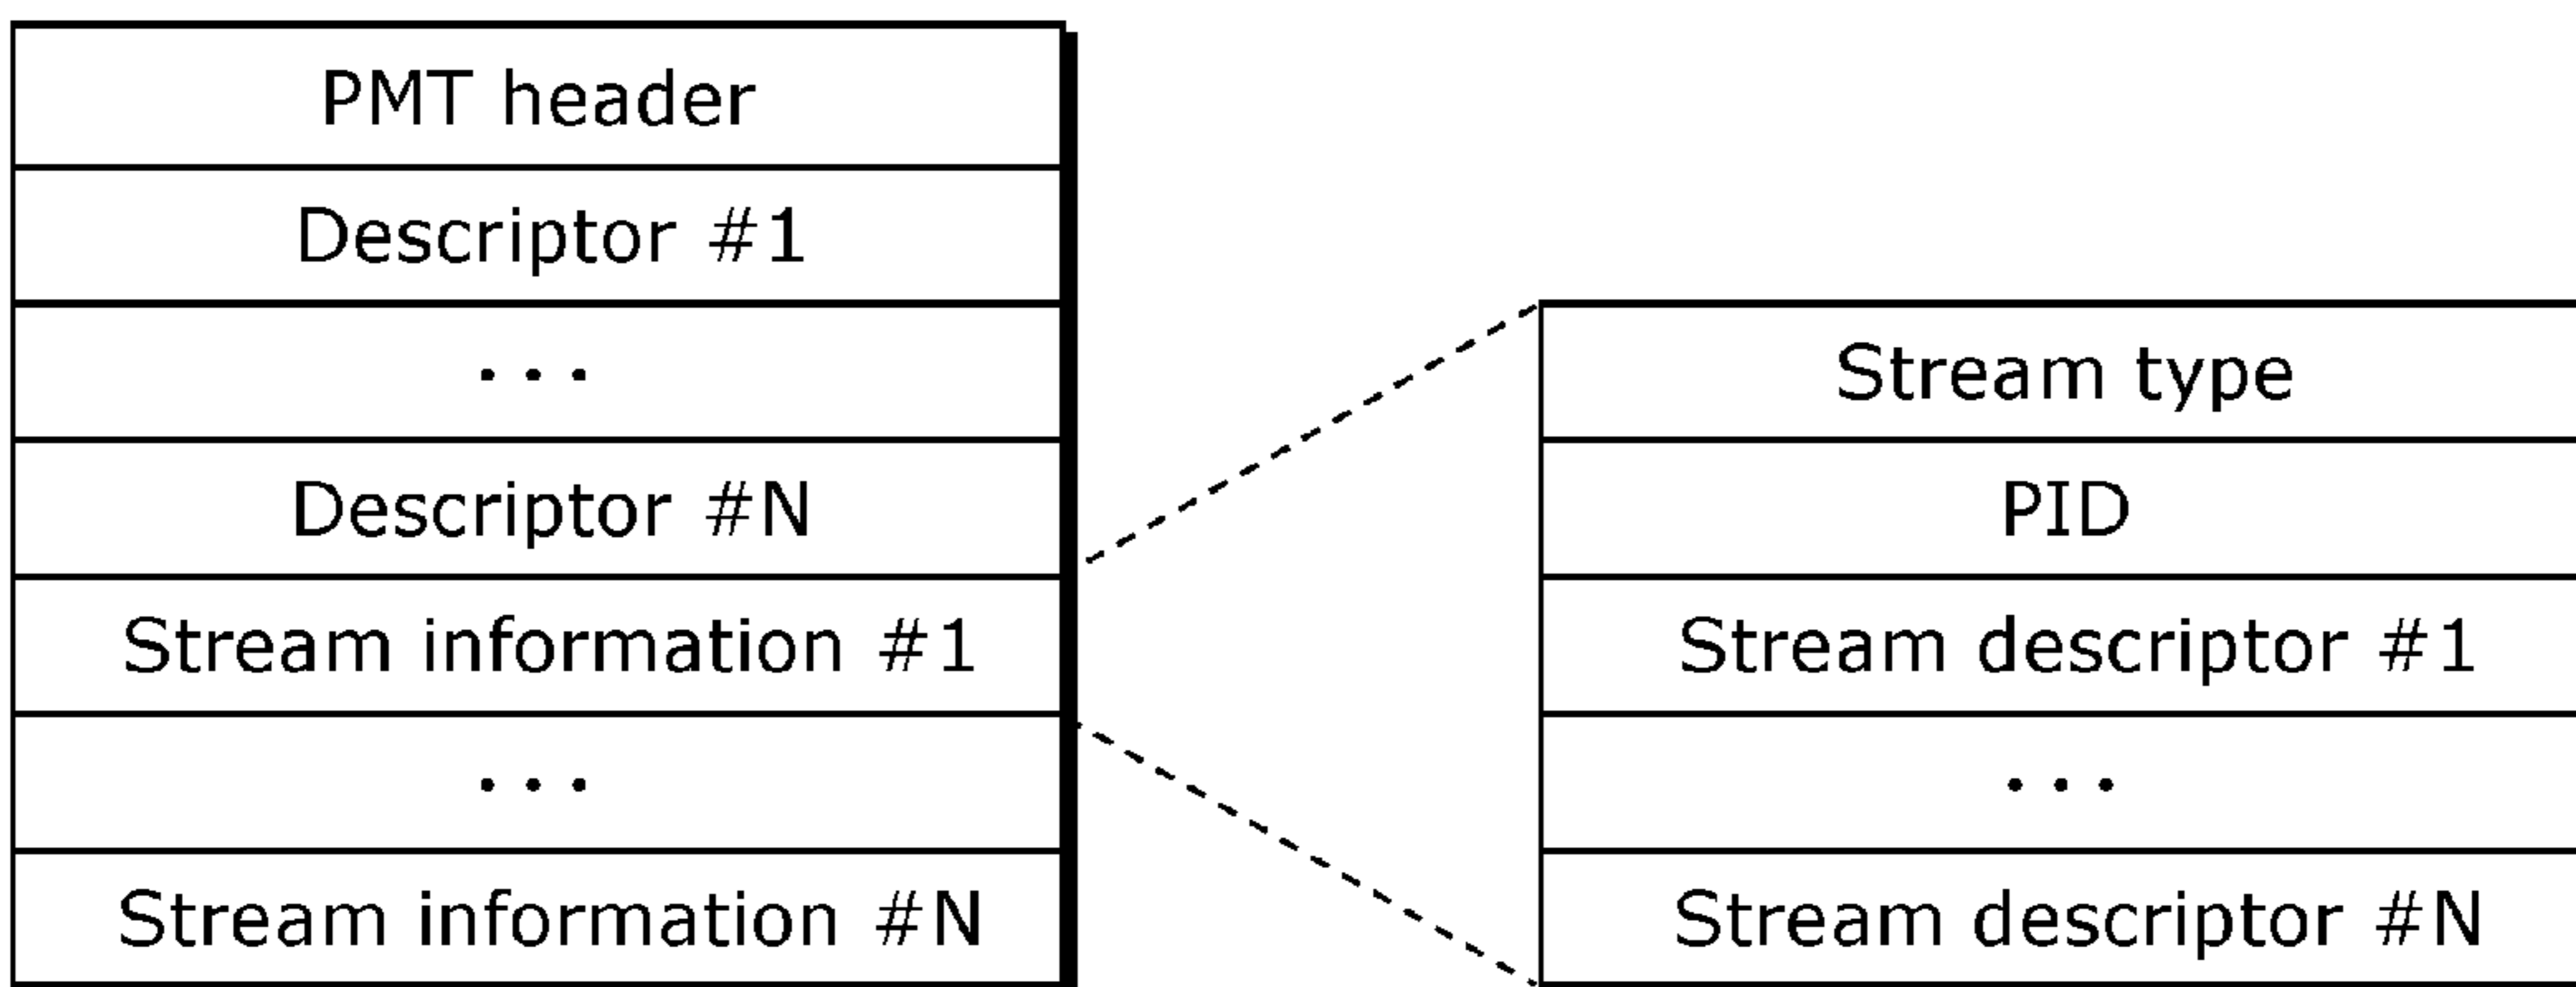 PMT header
Descriptor #1
...
Descriptor #N
Stream information #1
...
Stream information #N
Stream type
PID
Stream descriptor #1
...
Stream descriptor #N